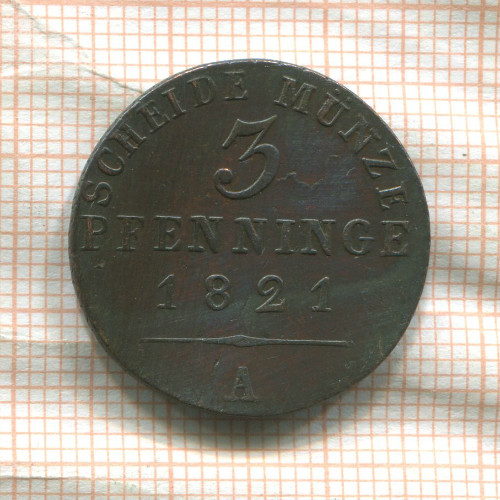 SCHEIDE MÜNZE
3
PFENNINGE
1821
A